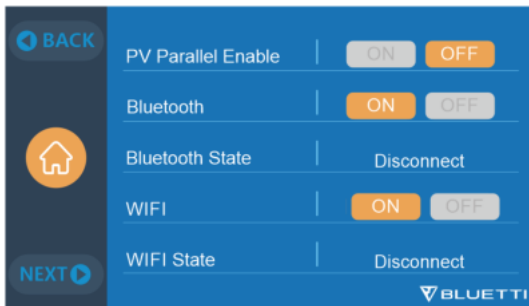 BACK
PV Parallel Enable ON OFF
Bluetooth ON OFF
Bluetooth State Disconnect
WIFI ON OFF
WIFI State Disconnect
NEXT
BLUETTI